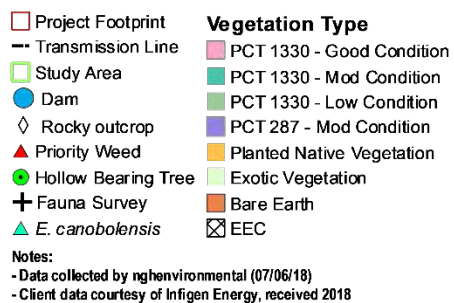 Project Footprint
Transmission Line
Study Area
Dam
Rocky outcrop
Priority Weed
Hollow Bearing Tree
Fauna Survey
E. canobolensis
Vegetation Type
PCT 1330 - Good Condition
PCT 1330 - Mod Condition
PCT 1330 - Low Condition
PCT 287 - Mod Condition
Planted Native Vegetation
Exotic Vegetation
Bare Earth
EEC
Notes:
- Data collected by nghenvironmental (07/06/18)
- Client data courtesy of Infigen Energy, received 2018